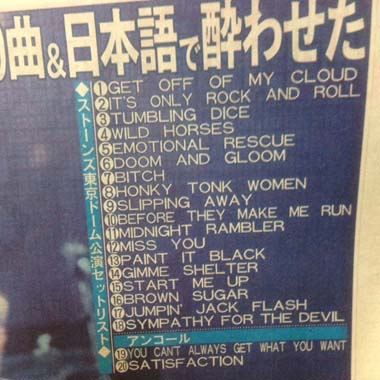 0曲&日本語で酔わせた
◆ストーンズ東京ドーム公演セットリスト◆
①GET OFF OF MY CLOUD
②IT'S ONLY ROCK AND ROLL
③TUMBLING DICE
④WILD HORSES
⑤EMOTIONAL RESCUE
⑥DOOM AND GLOOM
⑦BITCH
⑧HONKY TONK WOMEN
⑨SLIPPING AWAY
⑩BEFORE THEY MAKE ME RUN
⑪MIDNIGHT RAMBLER
⑫MISS YOU
⑬PAINT IT BLACK
⑭GIMME SHELTER
⑮START ME UP
⑯BROWN SUGAR
⑰JUMPIN' JACK FLASH
⑱SYMPATHY FOR THE DEVIL
アンコール
⑲YOU CAN'T ALWAYS GET WHAT YOU WANT
⑳SATISFACTION